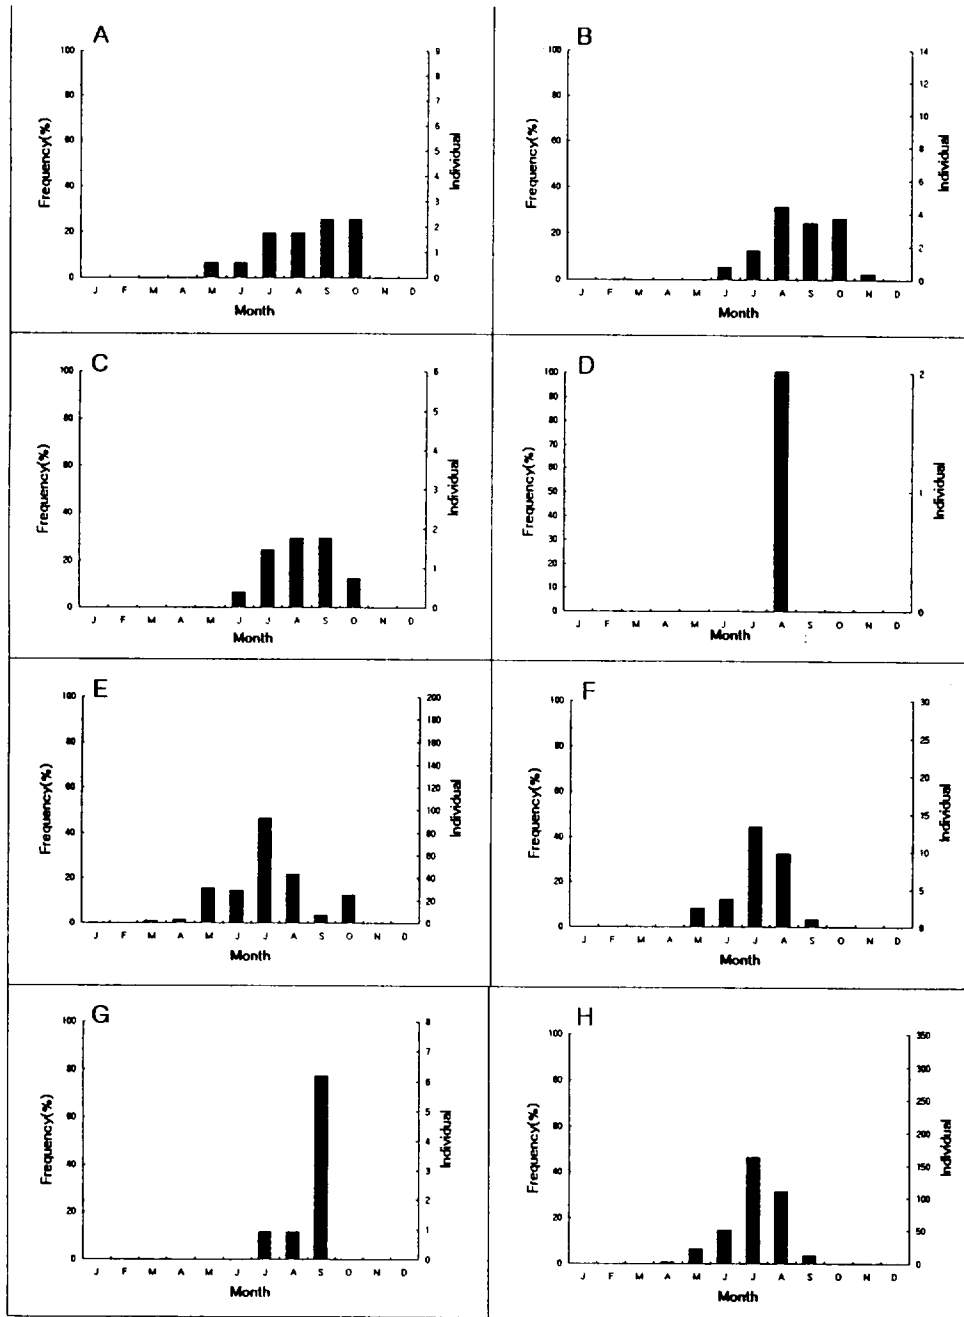 A
Frequency(%)
100
80
60
40
20
0
9
8
7
6
5
4
3
2
1
0
Individual
J F M A M J J A S O N D
Month
B
Frequency(%)
100
80
60
40
20
0
14
12
10
8
6
4
2
0
Individual
J F M A M J J A S O N D
Month
C
Frequency(%)
100
80
60
40
20
0
6
5
4
3
2
1
0
Individual
J F M A M J J A S O N D
Month
D
Frequency(%)
100
90
80
70
60
50
40
30
20
10
0
2
1
0
Individual
J F M A M J J A S O N D
Month
E
Frequency(%)
100
80
60
40
20
0
200
180
160
140
120
100
80
60
40
20
0
Individual
J F M A M J J A S O N D
Month
F
Frequency(%)
100
80
60
40
20
0
30
25
20
15
10
5
0
Individual
J F M A M J J A S O N D
Month
G
Frequency(%)
100
80
60
40
20
0
8
7
6
5
4
3
2
1
0
Individual
J F M A M J J A S O N D
Month
H
Frequency(%)
100
80
60
40
20
0
350
300
250
200
150
100
50
0
Individual
J F M A M J J A S O N D
Month